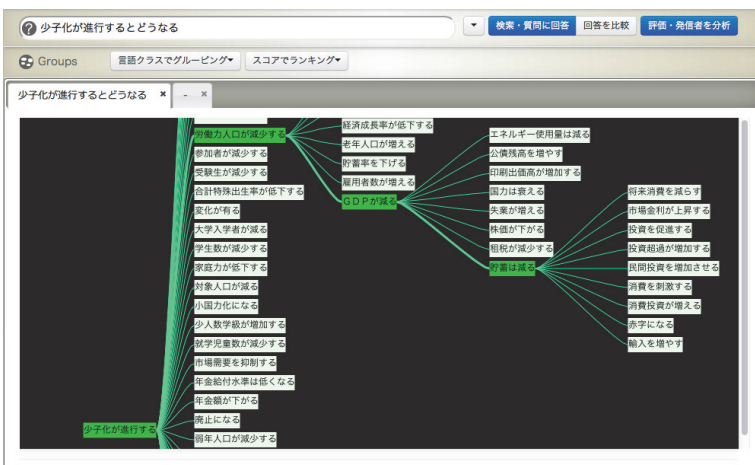 少子化が進行するとどうなる
検索・質問に回答
回答を比較
評価・発信者を分析
Groups
言語クラスでグルーピング▾
スコアでランキング▾
少子化が進行するとどうなる ×
- ×
労働力人口が減少する
参加者が減少する
受験生が減少する
合計特殊出生率が低下する
変化が有る
大学入学者が減る
学生数が減少する
家庭力が低下する
対象人口が減る
小国力化になる
少人数学級が増加する
就学児童数が減少する
市場需要を抑制する
年金給付水準は低くなる
年金額が下がる
廃止になる
弱年人口が減少する
少子化が進行する
経済成長率が低下する
老年人口が増える
貯蓄率を下げる
雇用者数が増える
GDPが減る
エネルギー使用量は減る
公債残高を増やす
印刷出価高が増加する
国力は衰える
失業が増える
株価が下がる
租税が減少する
貯蓄は減る
将来消費を減らす
市場金利が上昇する
投資を促進する
投資超過が増加する
民間投資を増加させる
消費を刺激する
消費投資が増える
赤字になる
輸入を増やす